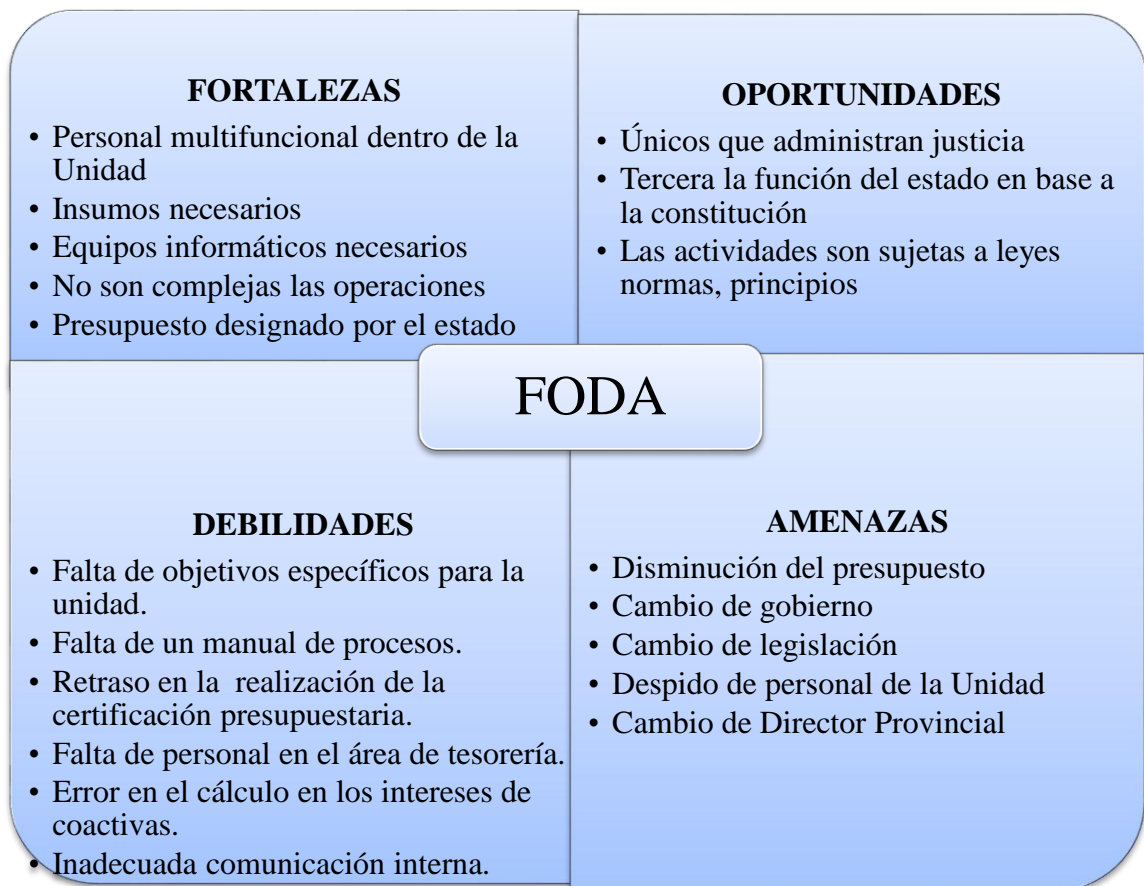 FORTALEZAS
• Personal multifuncional dentro de la
Unidad
• Insumos necesarios
• Equipos informáticos necesarios
• No son complejas las operaciones
• Presupuesto designado por el estado
OPORTUNIDADES
• Únicos que administran justicia
• Tercera la función del estado en base a
la constitución
• Las actividades son sujetas a leyes
normas, principios
FODA
DEBILIDADES
• Falta de objetivos específicos para la
unidad.
• Falta de un manual de procesos.
• Retraso en la  realización de la
certificación presupuestaria.
• Falta de personal en el área de tesorería.
• Error en el cálculo en los intereses de
coactivas.
• Inadecuada comunicación interna.
AMENAZAS
• Disminución del presupuesto
• Cambio de gobierno
• Cambio de legislación
• Despido de personal de la Unidad
• Cambio de Director Provincial